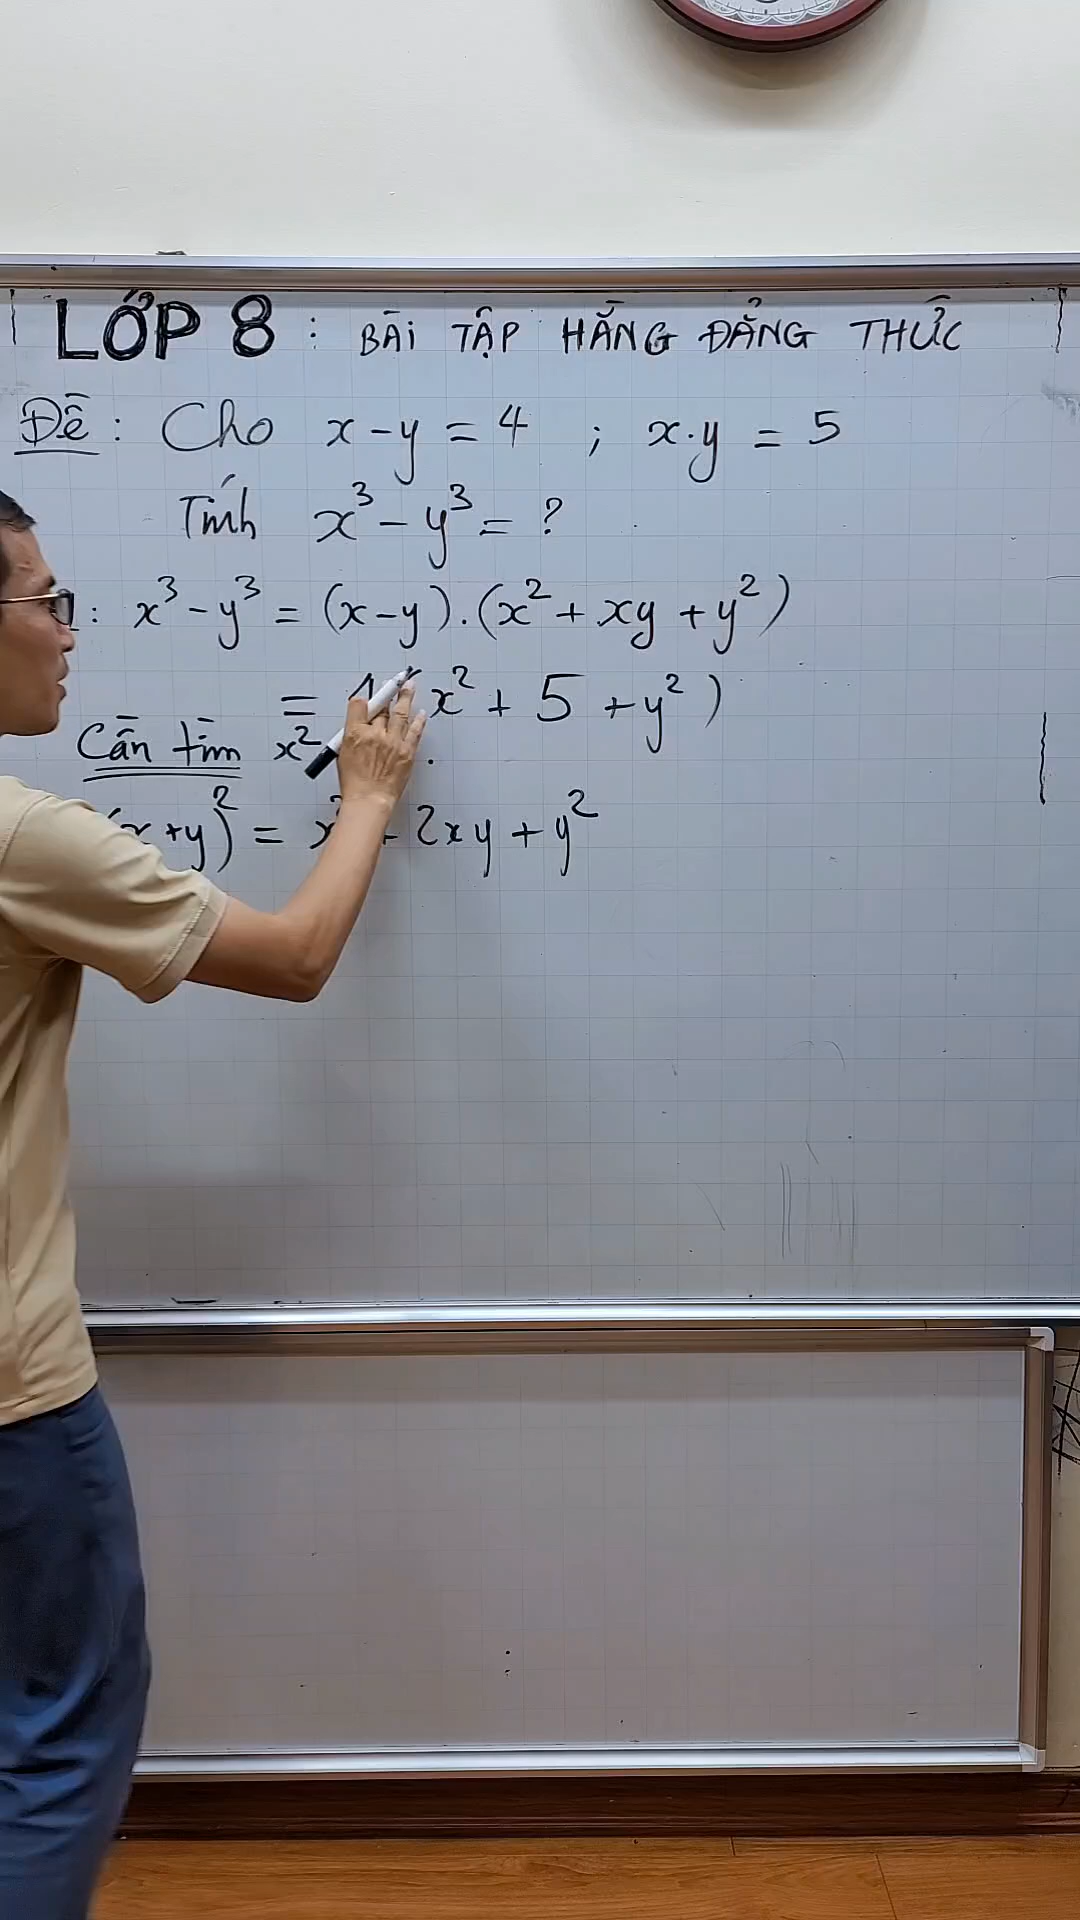 LỚP 8 : BÀI TẬP HẰNG ĐẲNG THỨC
Đề : Cho x - y = 4 ; x.y = 5
Tính x³ - y³ = ?
: x³ - y³ = (x - y).(x² + xy + y²)
= x² + 5 + y²)
Cần tìm x²
x + y)² = x² + 2xy + y²